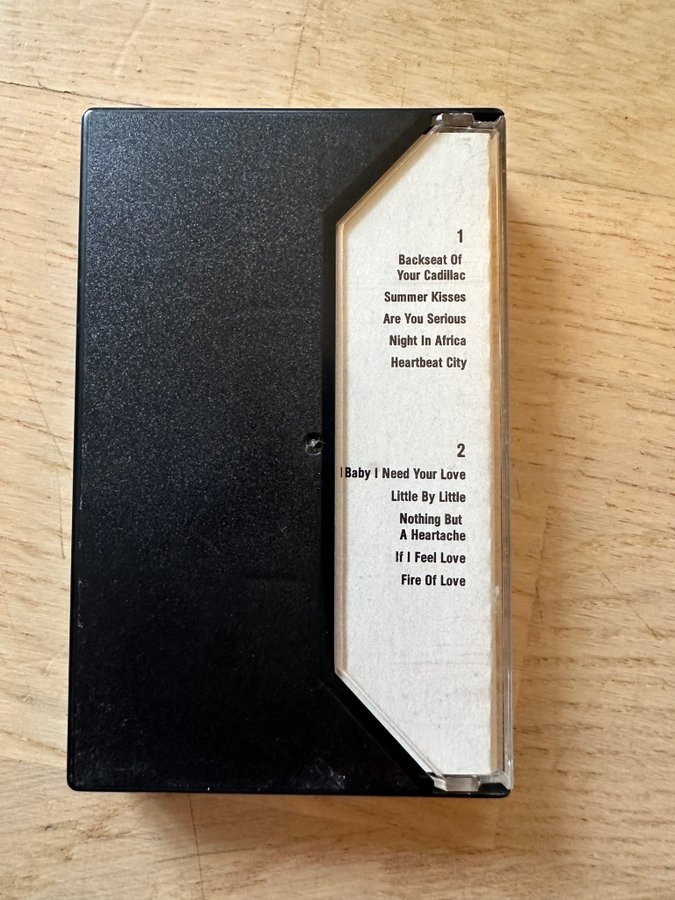 1
Backseat Of
Your Cadillac
Summer Kisses
Are You Serious
Night In Africa
Heartbeat City
2
Baby I Need Your Love
Little By Little
Nothing But
A Heartache
If I Feel Love
Fire Of Love